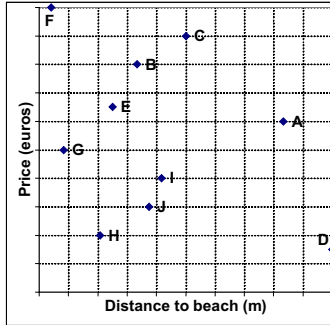 F
C
B
E
A
G
I
J
H
D
Price (euros)
Distance to beach (m)